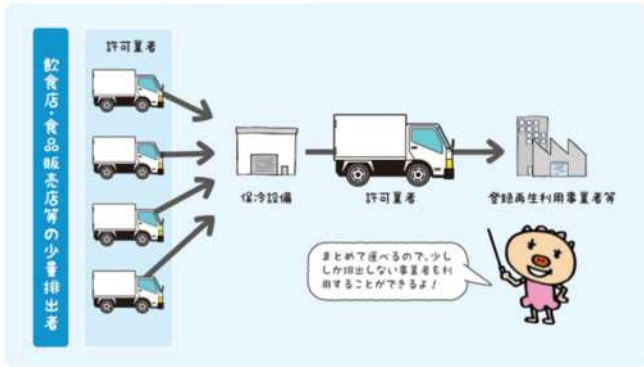 飲食店・食品販売店等の少量排出者
許可業者
保冷設備
許可業者
登録再生利用事業者等
まとめて運べるので、少し
しか排出しない事業者も利
用することができるよ！